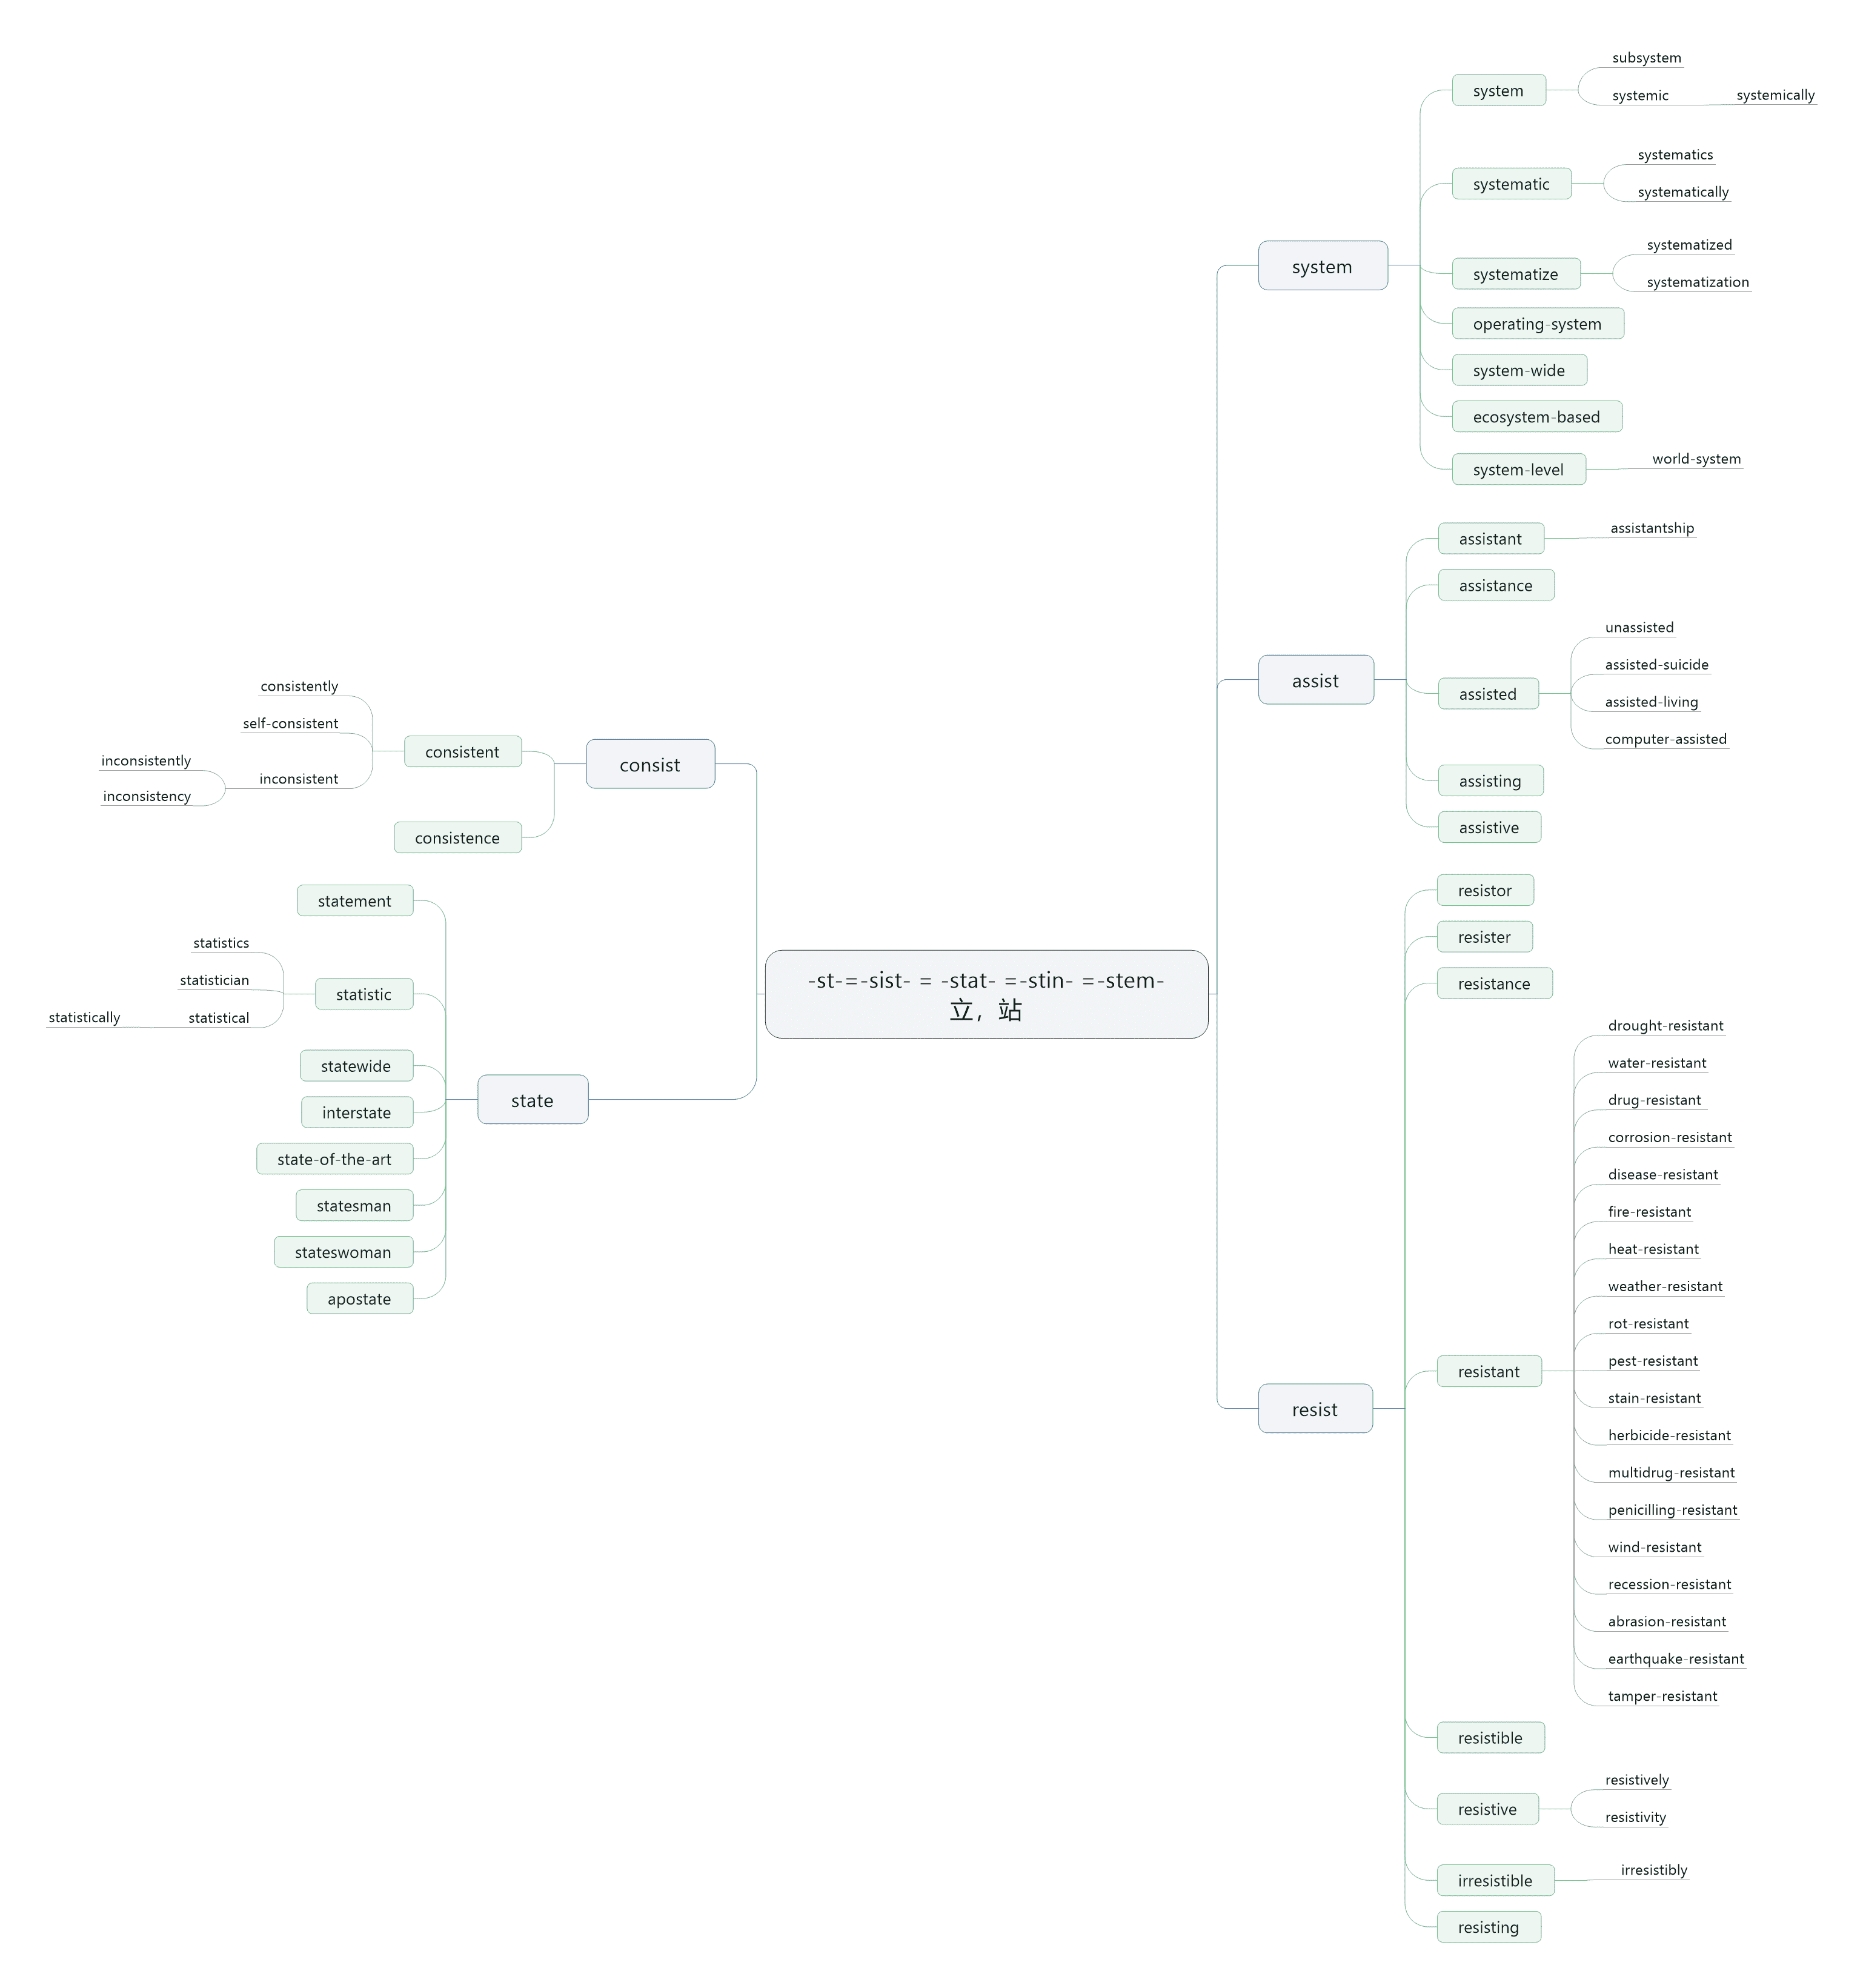 -st-=-sist- = -stat- =-stin- =-stem-
立，站
system
system
subsystem
systemic
systemically
systematic
systematics
systematically
systematize
systematized
systematization
operating-system
system-wide
ecosystem-based
system-level
world-system
assist
assistant
assistantship
assistance
assisted
unassisted
assisted-suicide
assisted-living
computer-assisted
assisting
assistive
resist
resistor
resister
resistance
resistant
drought-resistant
water-resistant
drug-resistant
corrosion-resistant
disease-resistant
fire-resistant
heat-resistant
weather-resistant
rot-resistant
pest-resistant
stain-resistant
herbicide-resistant
multidrug-resistant
penicilling-resistant
wind-resistant
recession-resistant
abrasion-resistant
earthquake-resistant
tamper-resistant
resistible
resistive
resistively
resistivity
irresistible
irresistibly
resisting
consist
consistent
consistently
self-consistent
inconsistent
inconsistently
inconsistency
consistence
state
statement
statistic
statistics
statistician
statistical
statistically
statewide
interstate
state-of-the-art
statesman
stateswoman
apostate